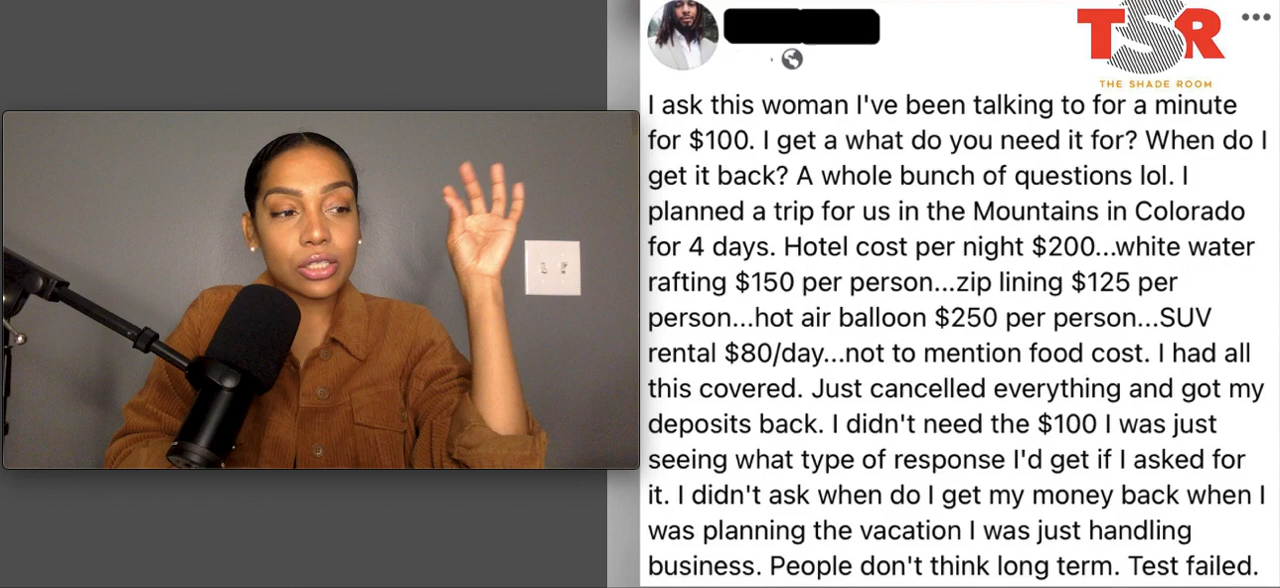 TSR
THE SHADE ROOM
I ask this woman I've been talking to for a minute
for $100. I get a what do you need it for? When do I
get it back? A whole bunch of questions lol. I
planned a trip for us in the Mountains in Colorado
for 4 days. Hotel cost per night $200...white water
rafting $150 per person...zip lining $125 per
person...hot air balloon $250 per person...SUV
rental $80/day...not to mention food cost. I had all
this covered. Just cancelled everything and got my
deposits back. I didn't need the $100 I was just
seeing what type of response I'd get if I asked for
it. I didn't ask when do I get my money back when I
was planning the vacation I was just handling
business. People don't think long term. Test failed.